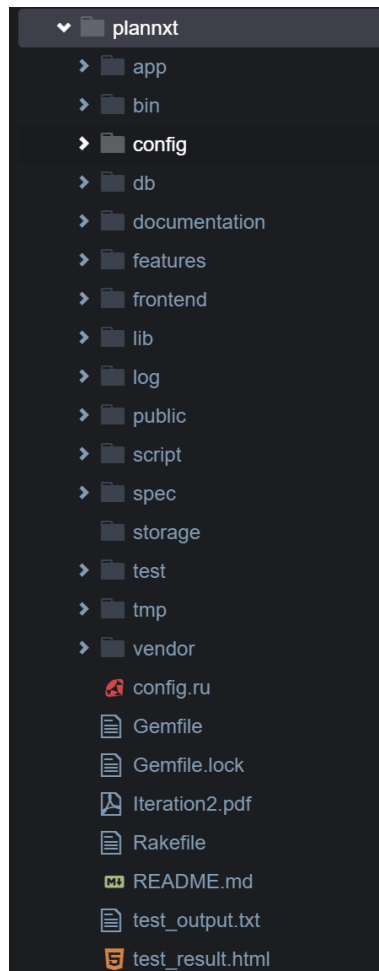 plannxt
app
bin
config
db
documentation
features
frontend
lib
log
public
script
spec
storage
test
tmp
vendor
config.ru
Gemfile
Gemfile.lock
Iteration2.pdf
Rakefile
README.md
test_output.txt
test_result.html